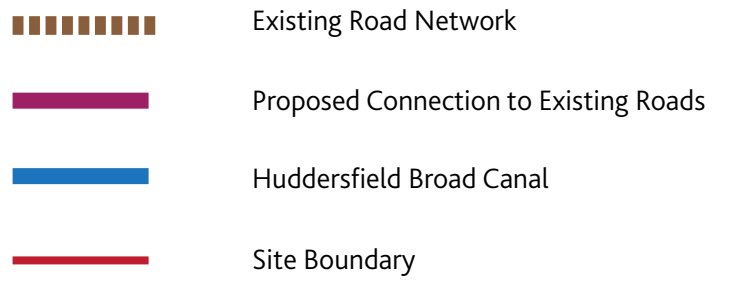 Existing Road Network
Proposed Connection to Existing Roads
Huddersfield Broad Canal
Site Boundary